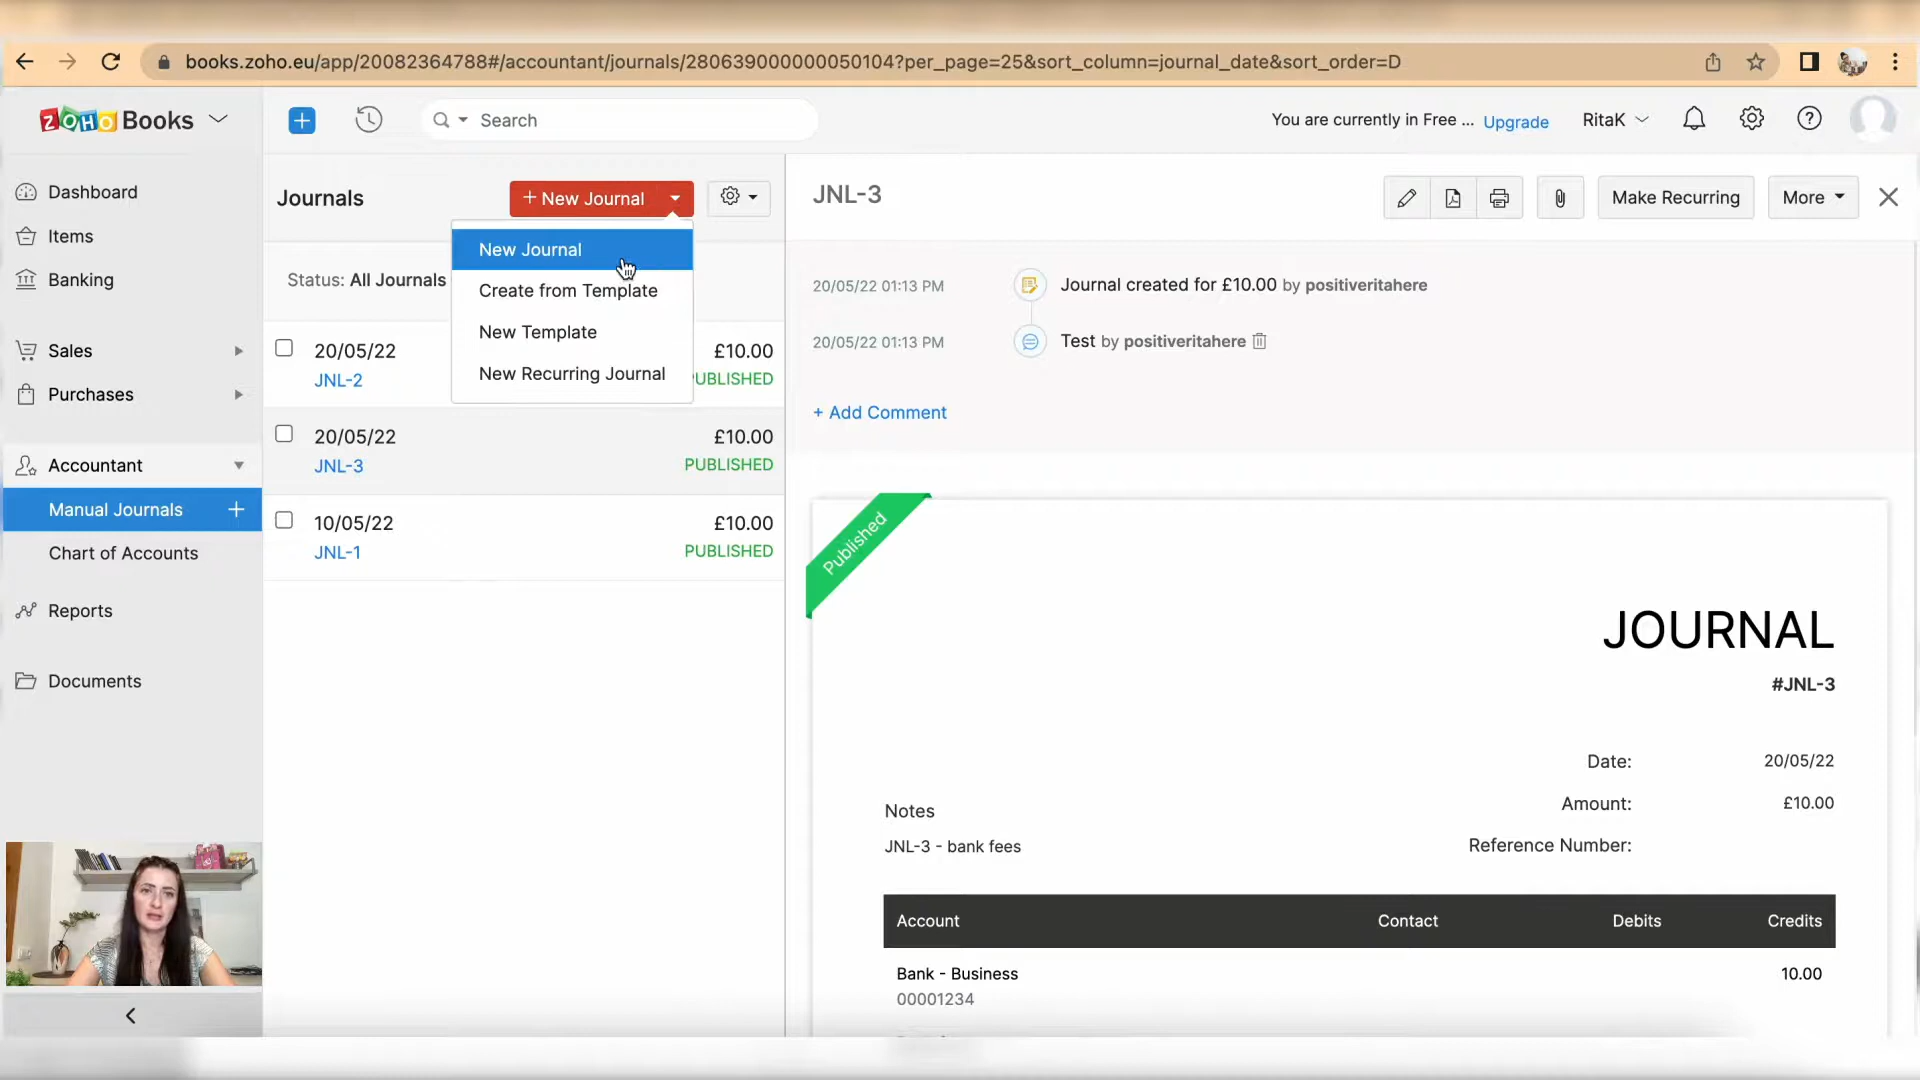 books.zoho.eu/app/20082364788#/accountant/journals/280639000000050104?per_page=25&sort_column=journal_date&sort_order=D
ZOHO Books
Search
You are currently in Free ... Upgrade
RitaK
Dashboard
Items
Banking
Sales
Purchases
Accountant
Manual Journals +
Chart of Accounts
Reports
Documents
Journals
+ New Journal
New Journal
Create from Template
New Template
New Recurring Journal
Status: All Journals
20/05/22 £10.00
JNL-2 PUBLISHED
20/05/22 £10.00
JNL-3 PUBLISHED
10/05/22 £10.00
JNL-1 PUBLISHED
JNL-3
Make Recurring
More
20/05/22 01:13 PM Journal created for £10.00 by positiveritahere
20/05/22 01:13 PM Test by positiveritahere
+ Add Comment
Published
JOURNAL
#JNL-3
Date: 20/05/22
Amount: £10.00
Reference Number:
Notes
JNL-3 - bank fees
Account Contact Debits Credits
Bank - Business 10.00
00001234